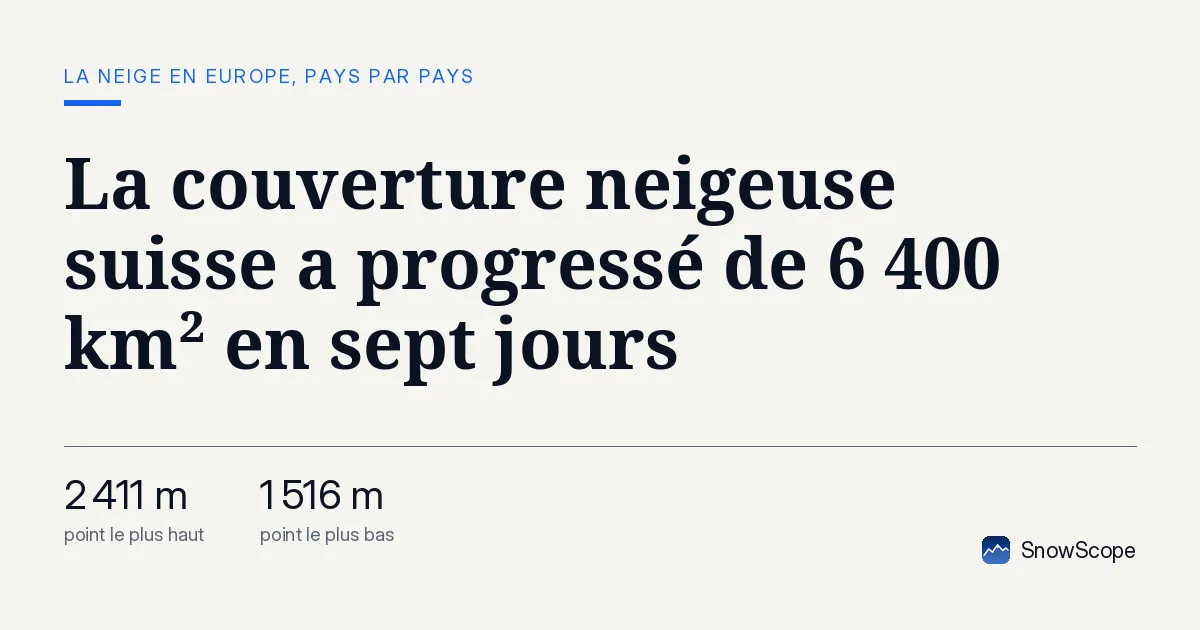 LA NEIGE EN EUROPE, PAYS PAR PAYS
La couverture neigeuse
suisse a progressé de 6 400
km² en sept jours
2 411 m
point le plus haut
1 516 m
point le plus bas
SnowScope